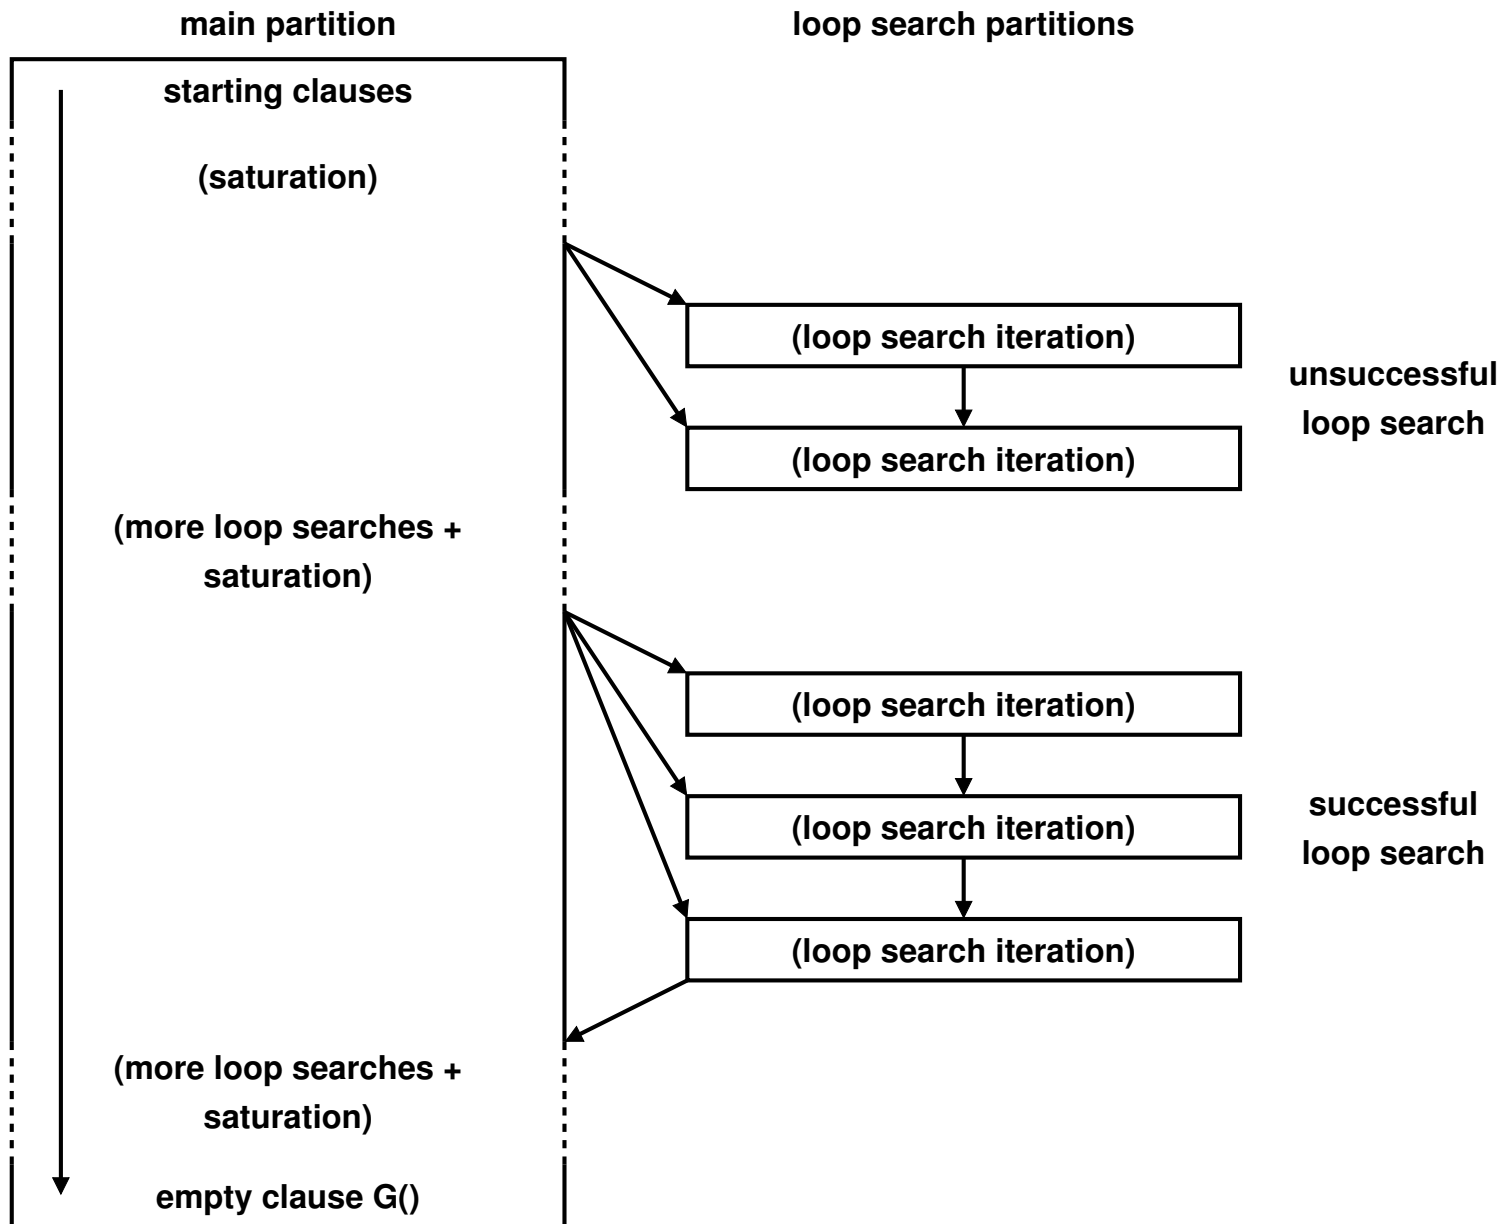 main partition
loop search partitions
starting clauses
(saturation)
(loop search iteration)
(loop search iteration)
unsuccessful
loop search
(more loop searches +
saturation)
(loop search iteration)
(loop search iteration)
(loop search iteration)
successful
loop search
(more loop searches +
saturation)
empty clause G()